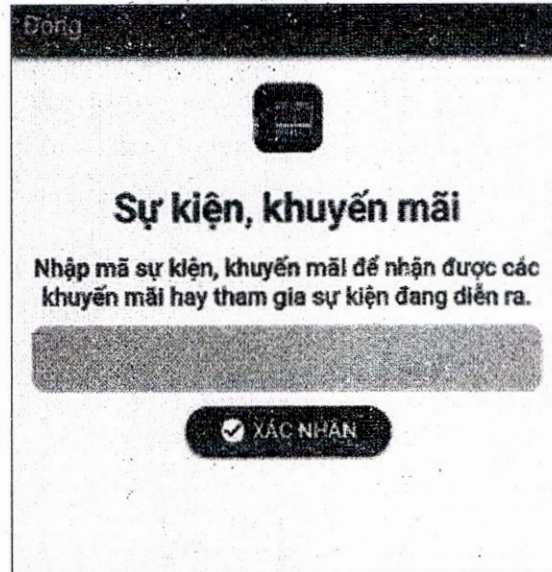 Đóng
Sự kiện, khuyến mãi
Nhập mã sự kiện, khuyến mãi để nhận được các
khuyến mãi hay tham gia sự kiện đang diễn ra.
XÁC NHẬN